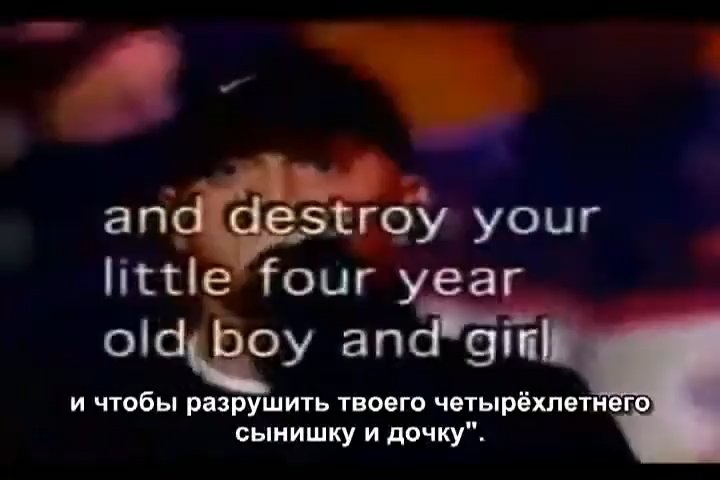 and destroy your
little four year
old boy and girl
и чтобы разрушить твоего четырёхлетнего
сынишку и дочку".